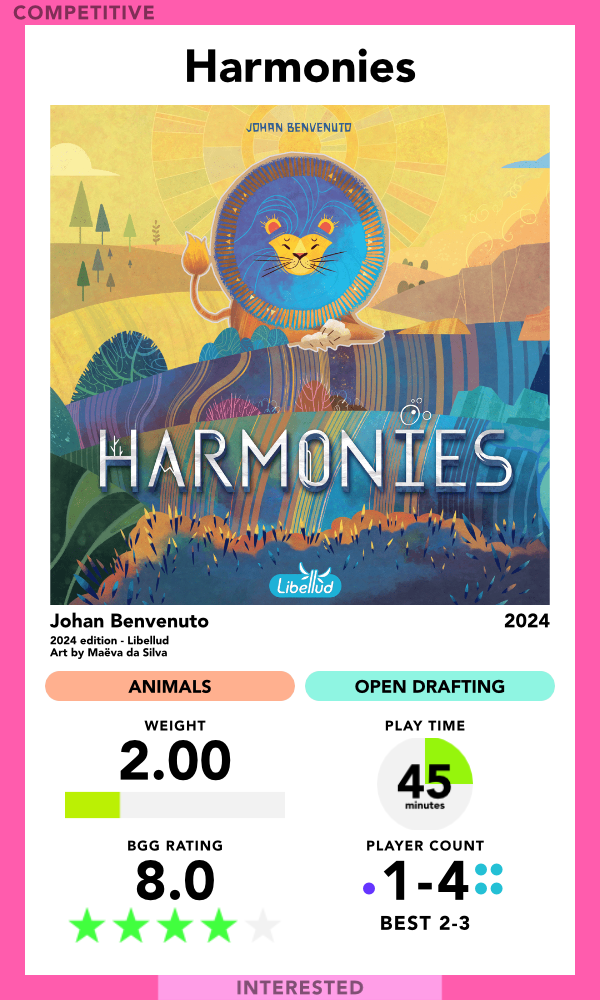 COMPETITIVE
Harmonies
JOHAN BENVENUTO
HARMONIES
Libellud
Johan Benvenuto 2024
2024 edition - Libellud
Art by Maëva da Silva
ANIMALS OPEN DRAFTING
WEIGHT PLAY TIME
2.00 45
minutes
BGG RATING PLAYER COUNT
8.0 1-4
BEST 2-3
INTERESTED